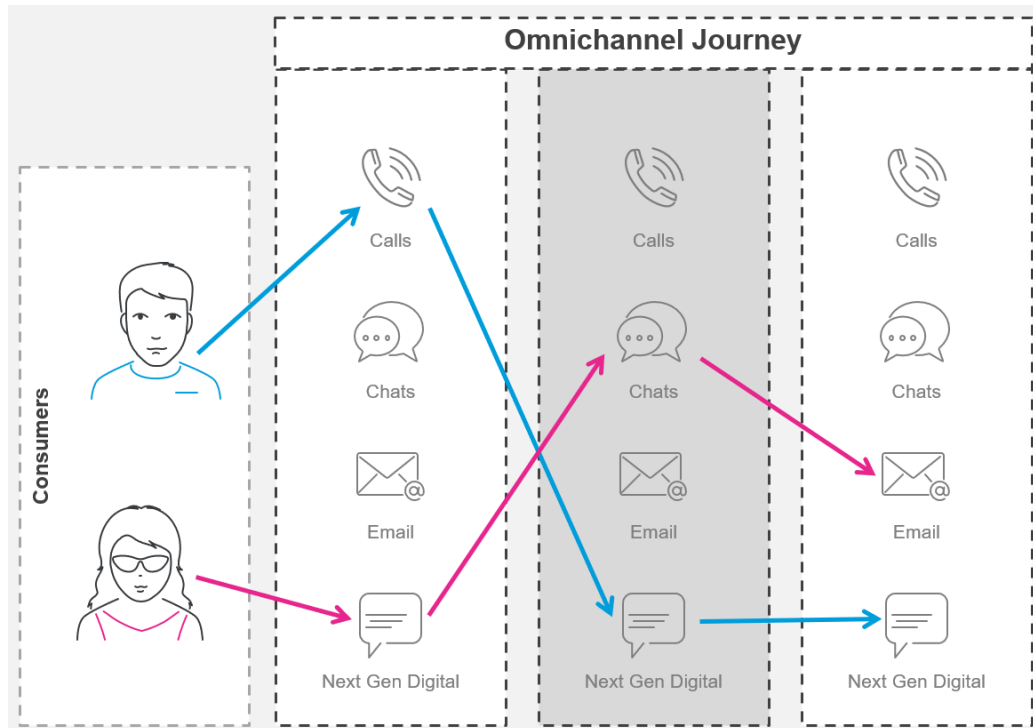 Omnichannel Journey
Consumers
Calls
Chats
@
Email
Next Gen Digital
Calls
Chats
@
Email
Next Gen Digital
Calls
Chats
@
Email
Next Gen Digital